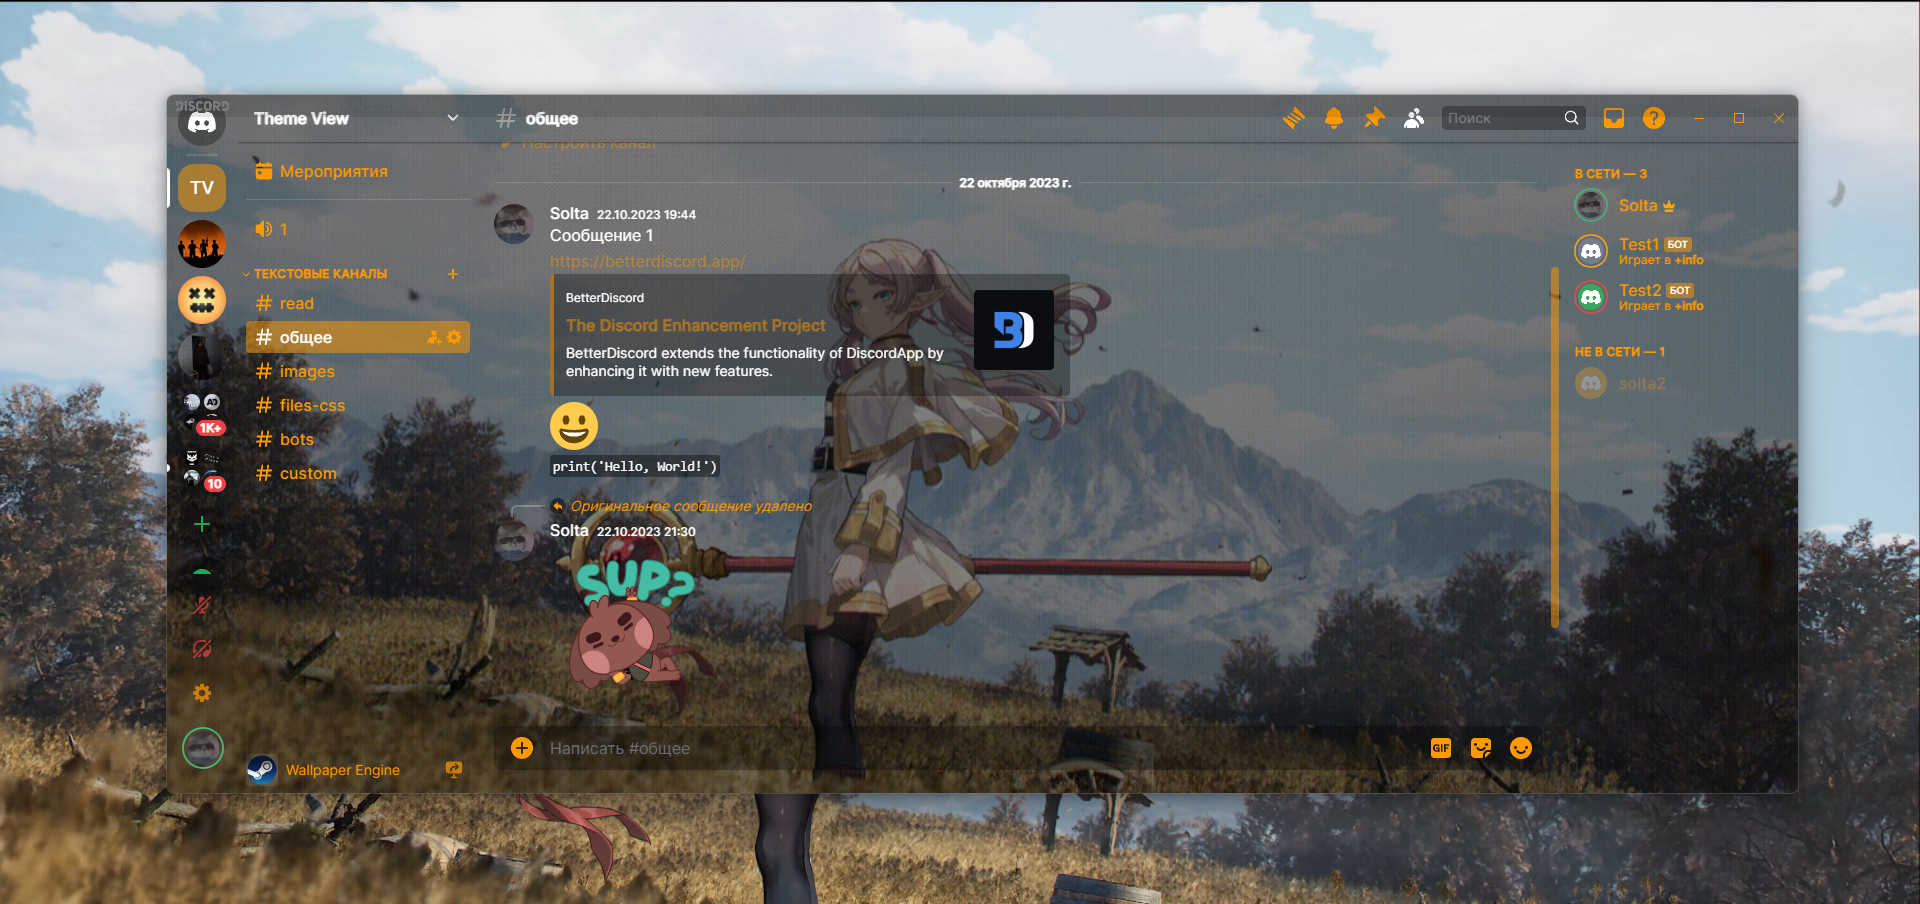 DISCORD
Theme View
общее
Поиск
Настроить канал
TV
Мероприятия
1
ТЕКСТОВЫЕ КАНАЛЫ
read
общее
images
files-css
bots
custom
1K+
10
22 октября 2023 г.
Solta 22.10.2023 19:44
Сообщение 1
https://betterdiscord.app/
BetterDiscord
The Discord Enhancement Project
BetterDiscord extends the functionality of DiscordApp by
enhancing it with new features.
print('Hello, World!')
Оригинальное сообщение удалено
Solta 22.10.2023 21:30
SUP?
Написать #общее
GIF
Wallpaper Engine
В СЕТИ — 3
Solta
Test1 БОТ
Играет в +info
Test2 БОТ
Играет в +info
НЕ В СЕТИ — 1
solta2